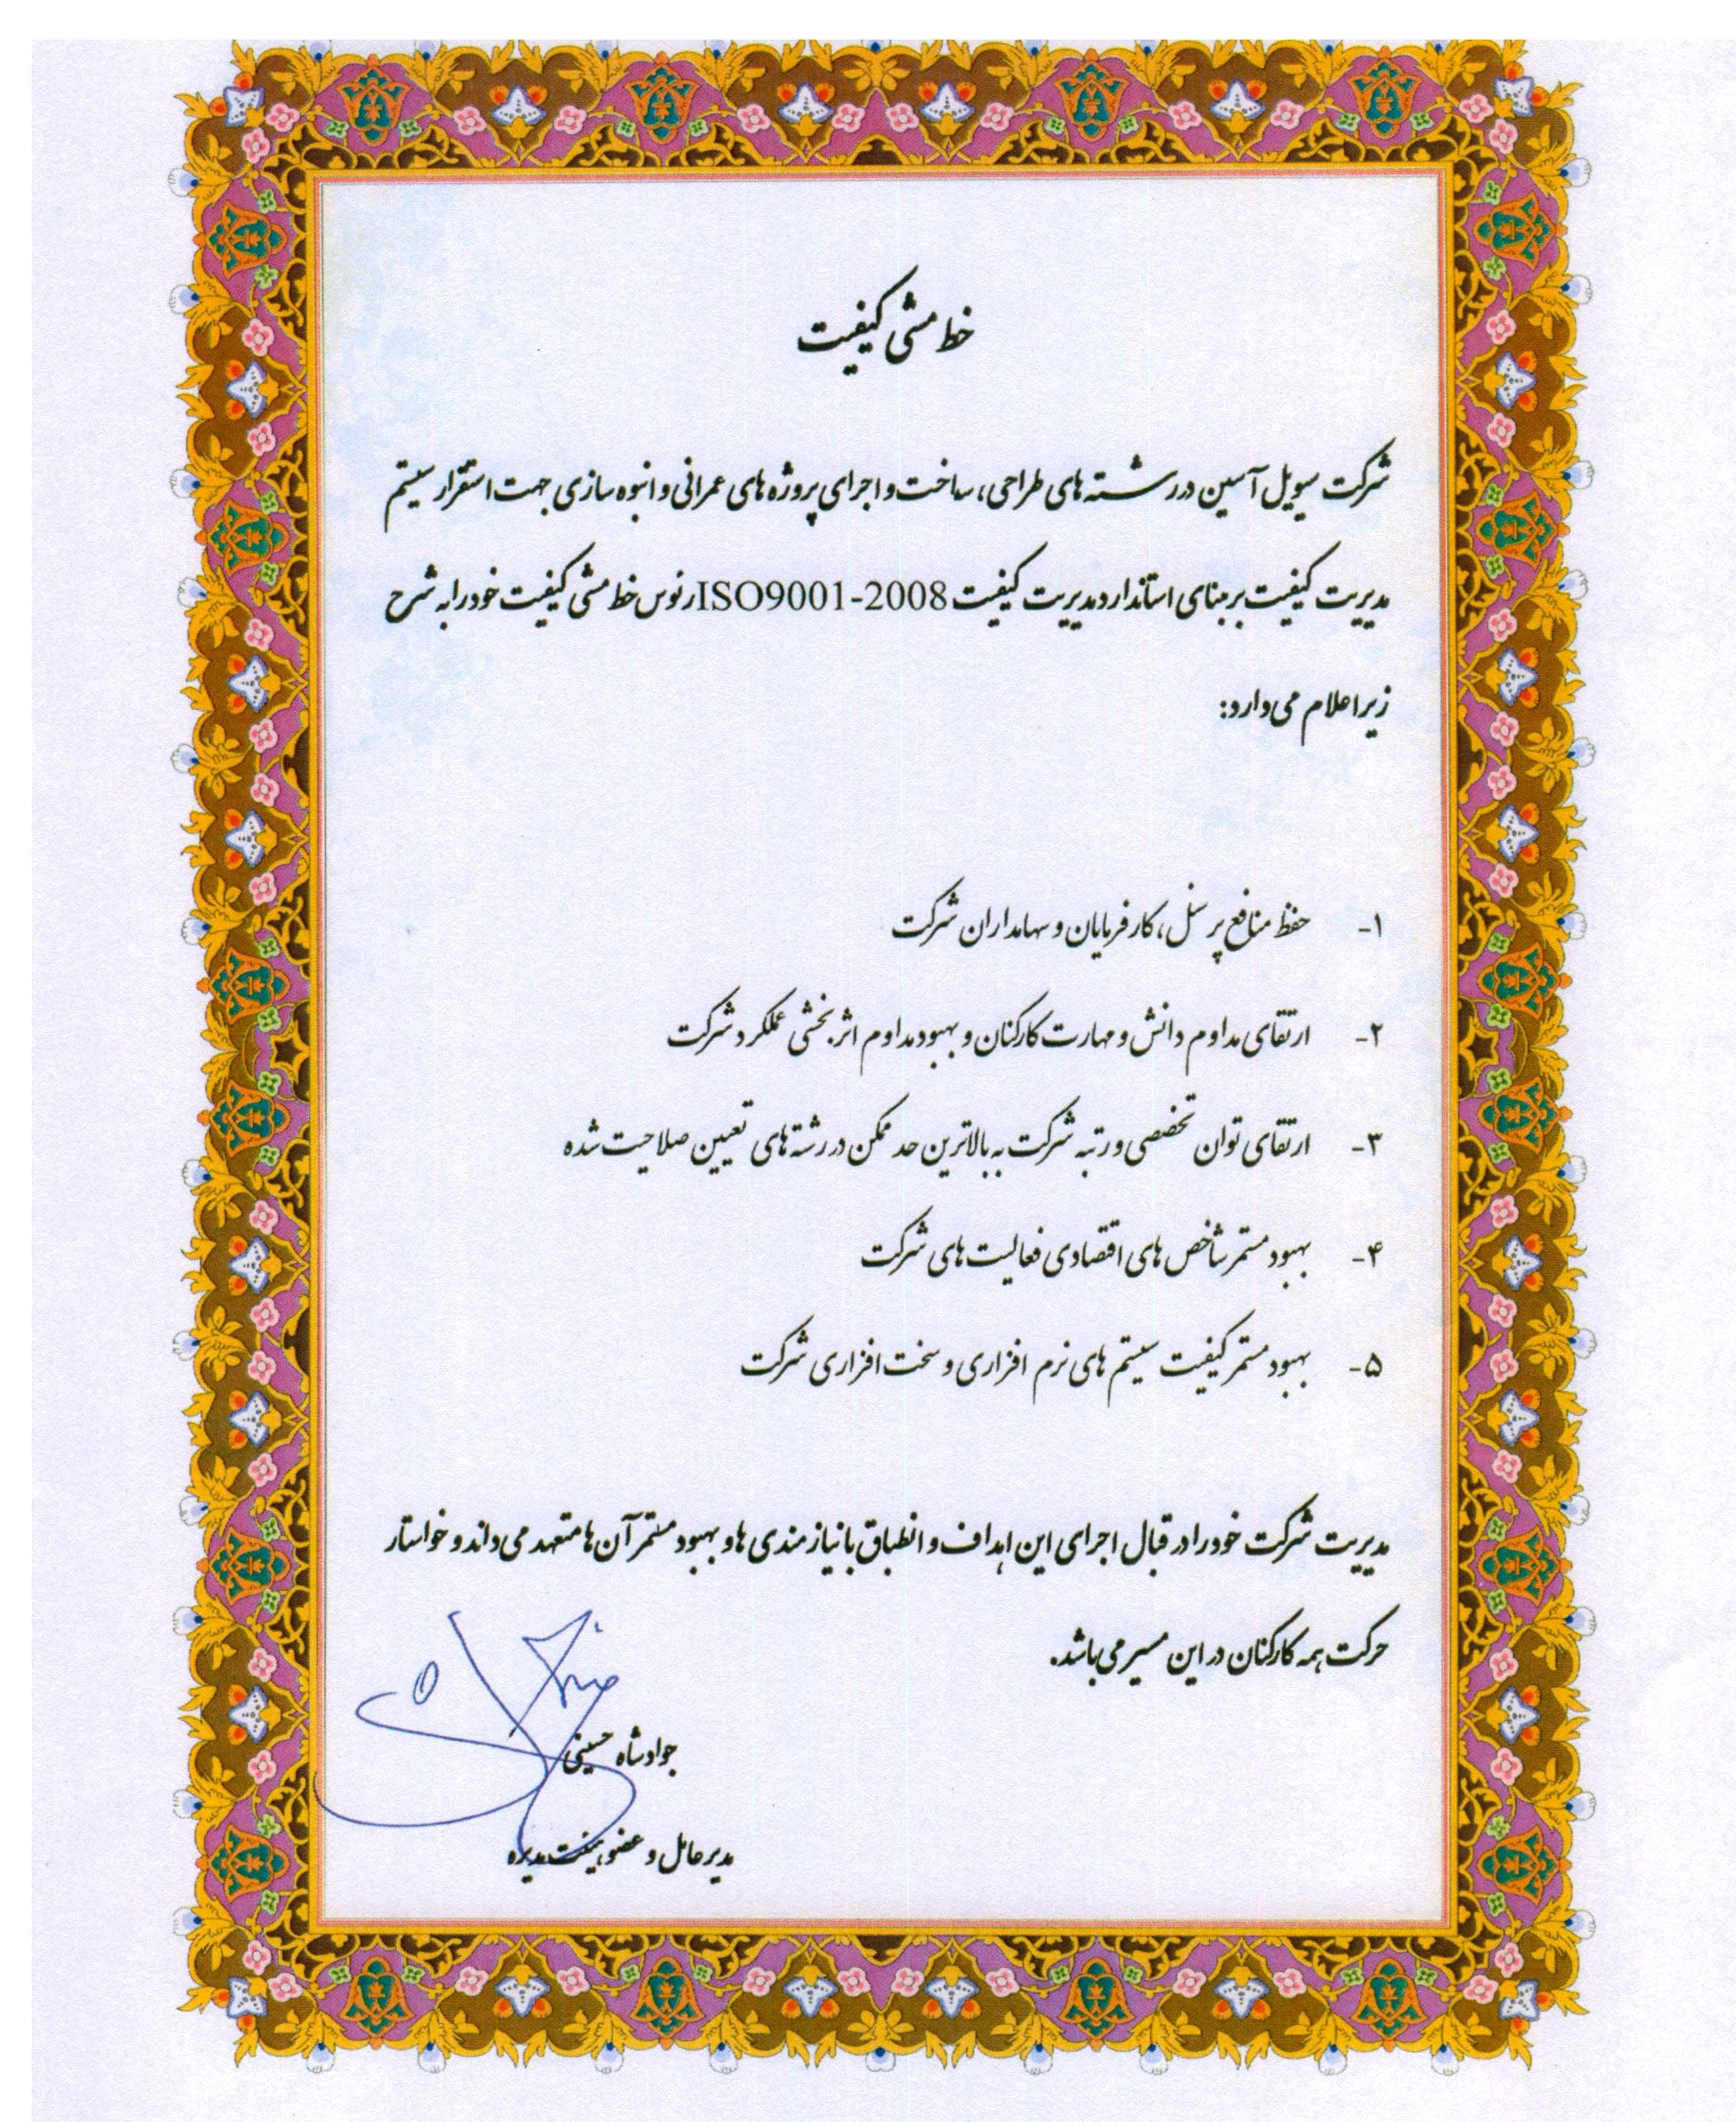 خط مشی کیفیت
شرکت سیویل آسین در رشته های طراحی، ساخت و اجرای پروژه های عمرانی و انبوه سازی جهت استقرار سیستم
مدیریت کیفیت بر مبنای استاندارد مدیریت کیفیت ISO9001-2008 رئوس خط مشی کیفیت خود را به شرح
زیر اعلام می دارد:
۱- حفظ منافع پرسنل، کارفرمایان و سهامداران شرکت
۲- ارتقای مداوم دانش و مهارت کارکنان و بهبود مداوم اثربخشی عملکرد شرکت
۳- ارتقای توان تخصصی و رتبه شرکت به بالاترین حد ممکن در رشته های تعیین صلاحیت شده
۴- بهبود مستمر شاخص های اقتصادی فعالیت های شرکت
۵- بهبود مستمر کیفیت سیستم های نرم افزاری و سخت افزاری شرکت
مدیریت شرکت خود را در قبال اجرای این اهداف و انطباق با نیازمندی ها و بهبود مستمر آن ها متعهد می داند و خواستار
حرکت همه کارکنان در این مسیر می باشد.
جواد شاه حسینی
مدیر عامل و عضو هیئت مدیره